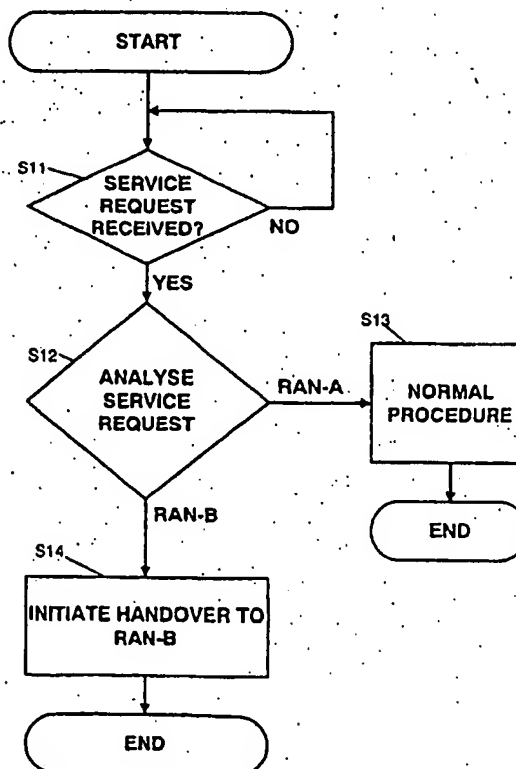 START
S11
SERVICE
REQUEST
RECEIVED?
NO
YES
S12
ANALYSE
SERVICE
REQUEST
RAN-A
S13
NORMAL
PROCEDURE
END
RAN-B
S14
INITIATE HANDOVER TO
RAN-B
END